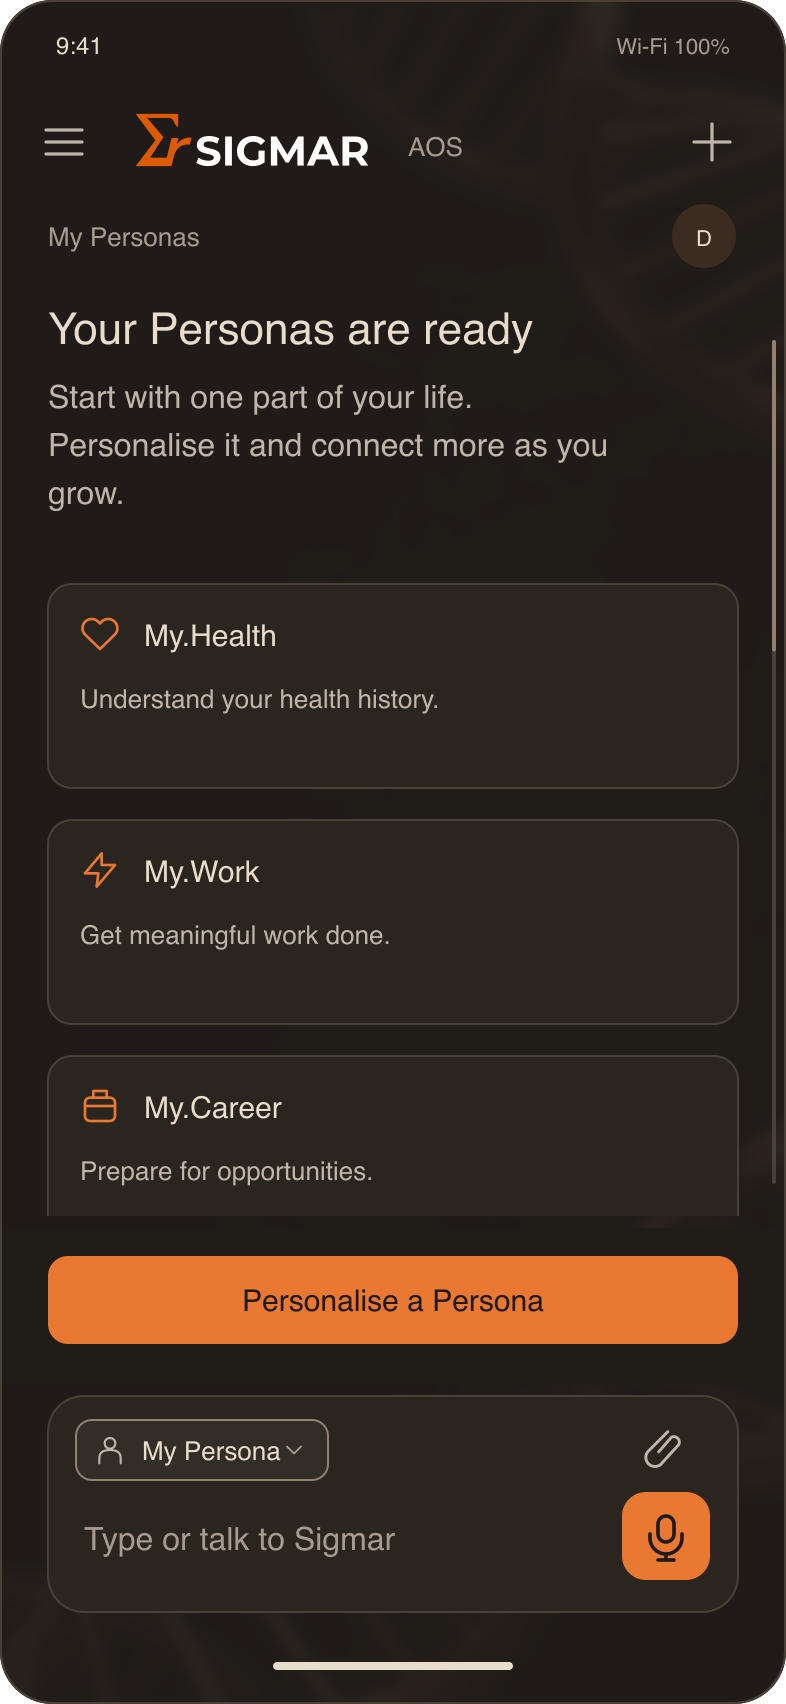 9:41
Wi-Fi 100%
Σr SIGMAR AOS
My Personas
D
Your Personas are ready
Start with one part of your life.
Personalise it and connect more as you
grow.
My.Health
Understand your health history.
My.Work
Get meaningful work done.
My.Career
Prepare for opportunities.
Personalise a Persona
My Persona
Type or talk to Sigmar